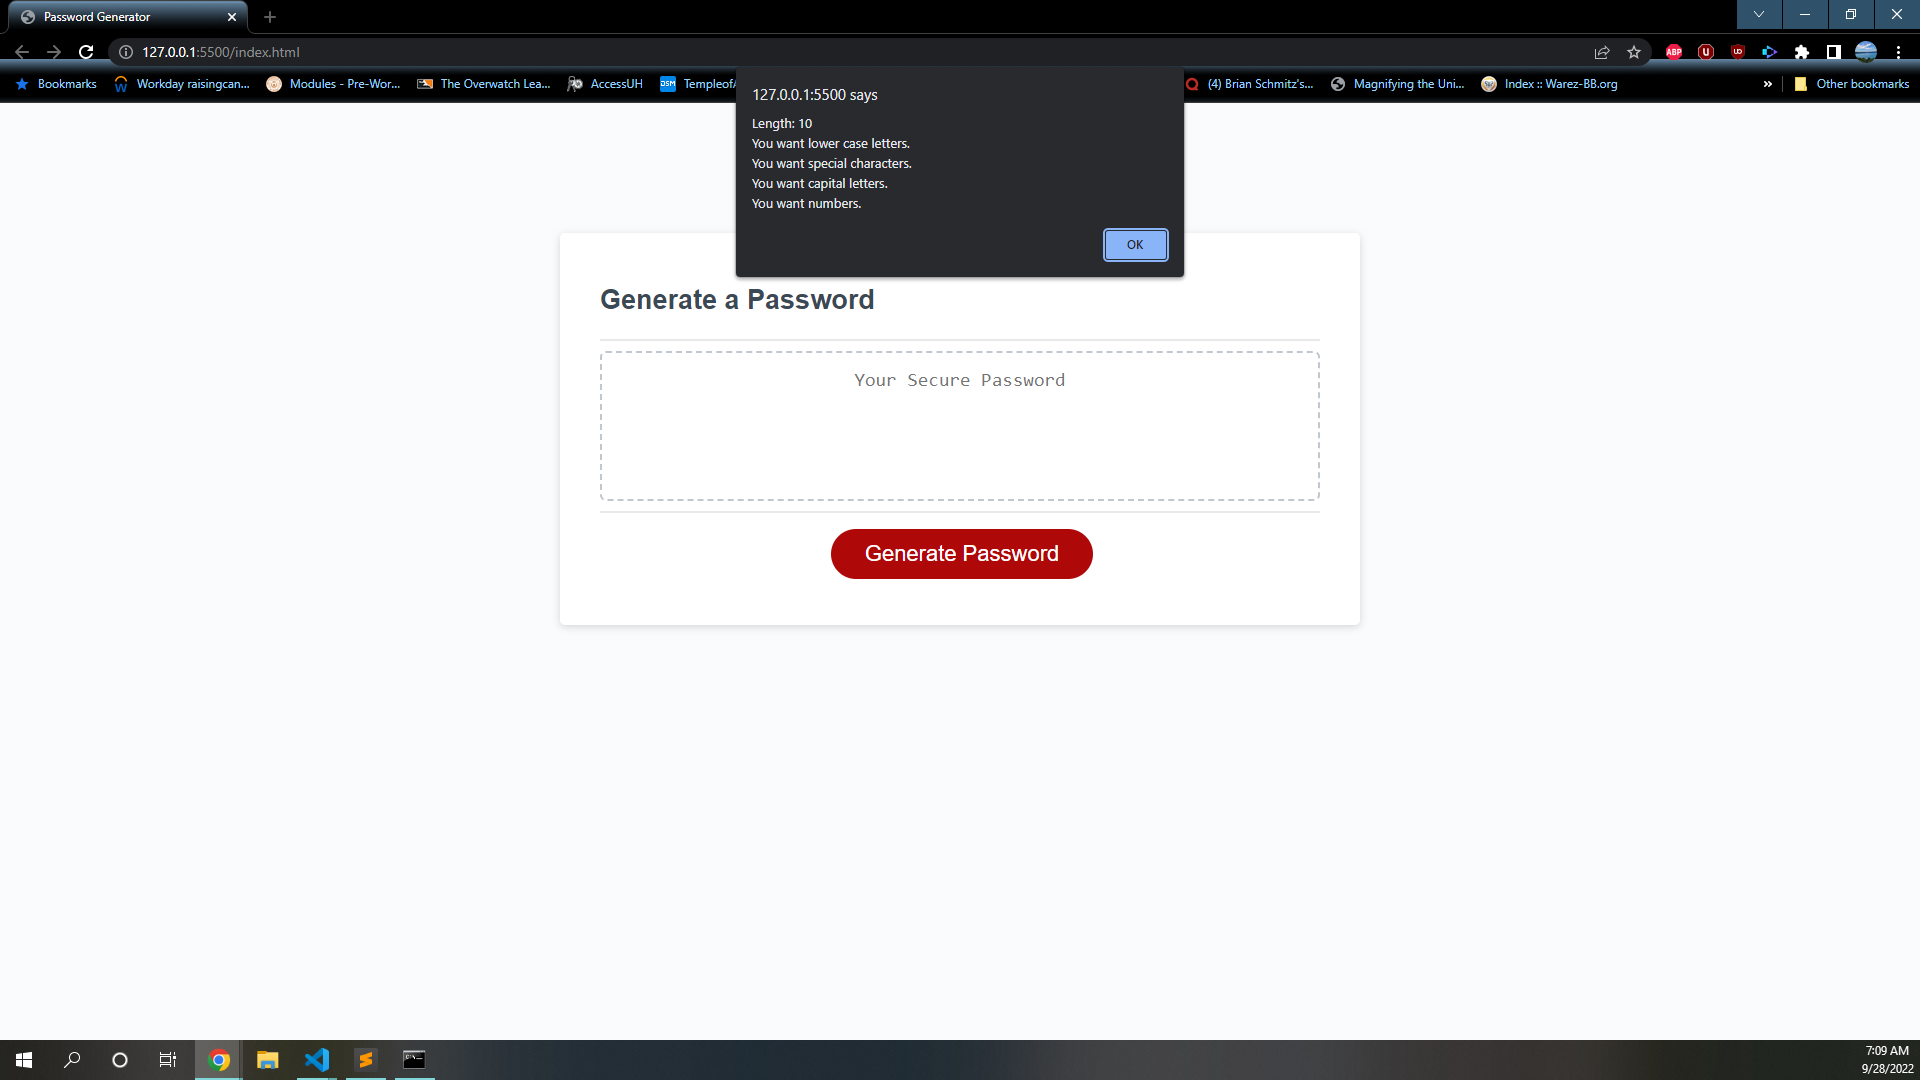 Password Generator
127.0.0.1:5500/index.html
ABP
Bookmarks
Workday raisingcan...
Modules - Pre-Wor...
The Overwatch Lea...
AccessUH
DSM
(4) Brian Schmitz's...
Magnifying the Uni...
Index :: Warez-BB.org
»
Other bookmarks
127.0.0.1:5500 says
Length: 10
You want lower case letters.
You want special characters.
You want capital letters.
You want numbers.
OK
Generate a Password
Your Secure Password
Generate Password
7:09 AM
9/28/2022